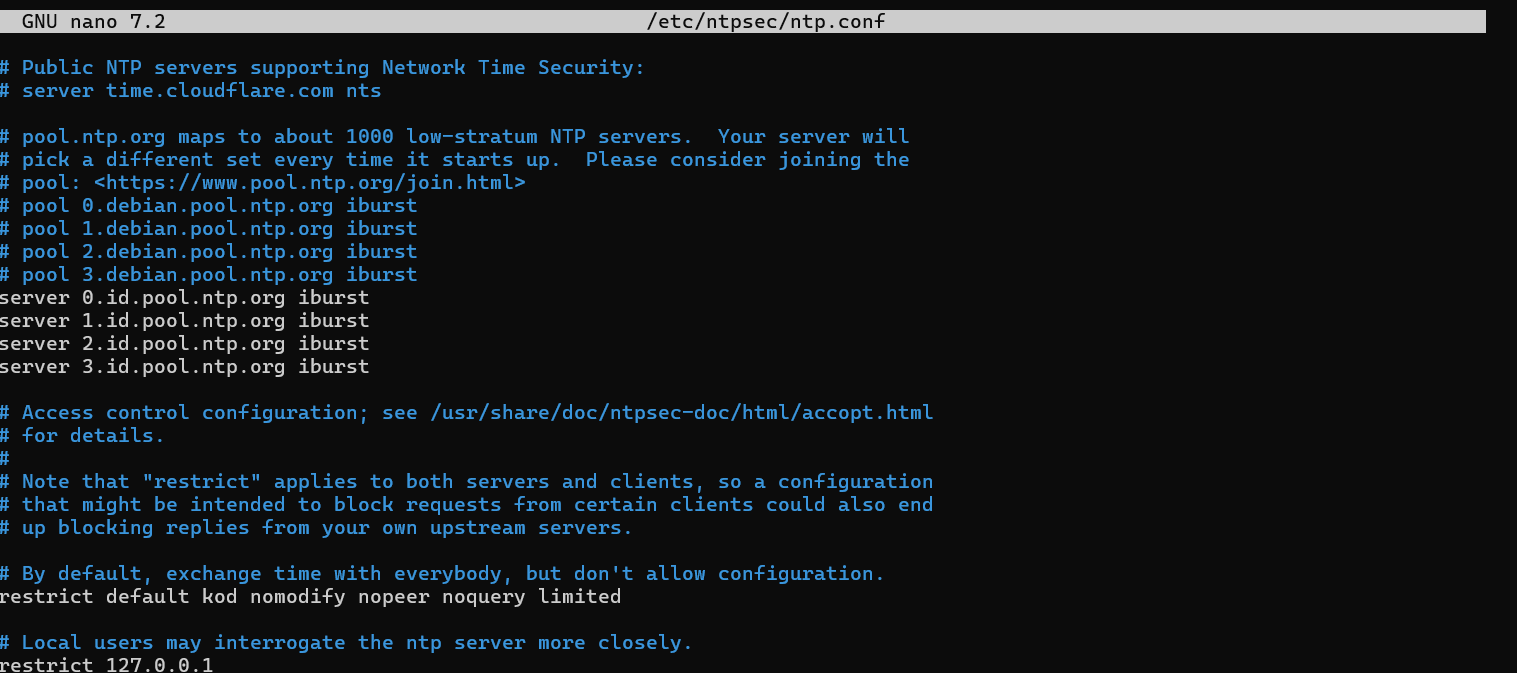 GNU nano 7.2 /etc/ntpsec/ntp.conf
# Public NTP servers supporting Network Time Security:
# server time.cloudflare.com nts
# pool.ntp.org maps to about 1000 low-stratum NTP servers.  Your server will
# pick a different set every time it starts up.  Please consider joining the
# pool: <https://www.pool.ntp.org/join.html>
# pool 0.debian.pool.ntp.org iburst
# pool 1.debian.pool.ntp.org iburst
# pool 2.debian.pool.ntp.org iburst
# pool 3.debian.pool.ntp.org iburst
server 0.id.pool.ntp.org iburst
server 1.id.pool.ntp.org iburst
server 2.id.pool.ntp.org iburst
server 3.id.pool.ntp.org iburst
# Access control configuration; see /usr/share/doc/ntpsec-doc/html/accopt.html
# for details.
#
# Note that "restrict" applies to both servers and clients, so a configuration
# that might be intended to block requests from certain clients could also end
# up blocking replies from your own upstream servers.
# By default, exchange time with everybody, but don't allow configuration.
restrict default kod nomodify nopeer noquery limited
# Local users may interrogate the ntp server more closely.
restrict 127.0.0.1